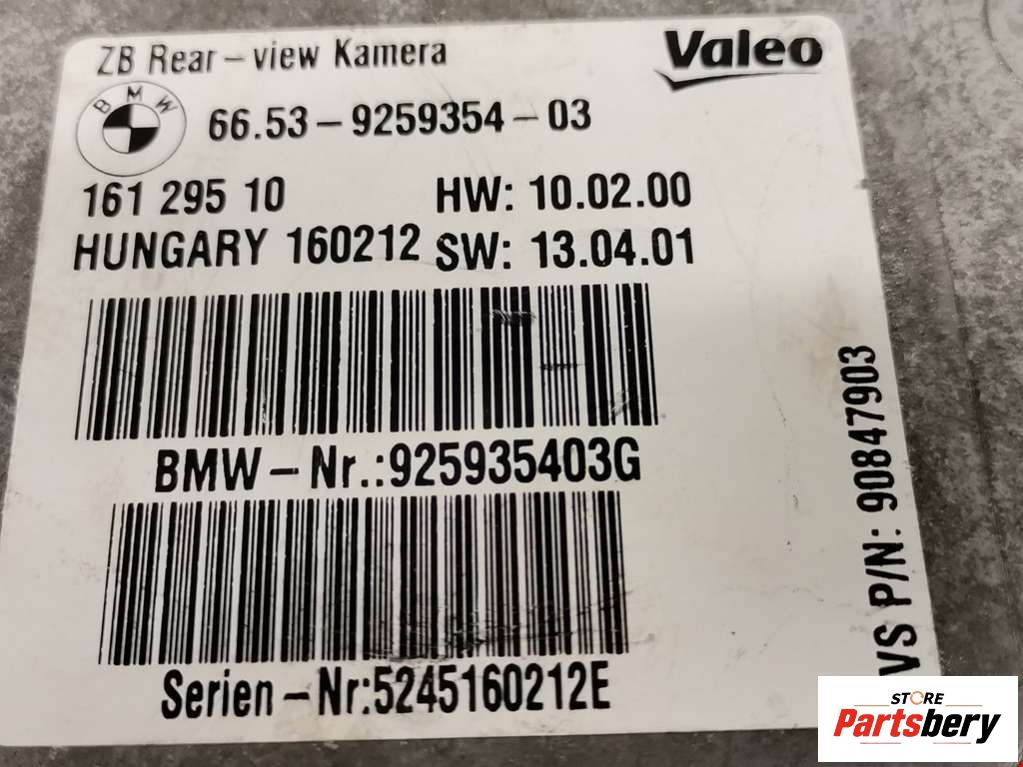 ZB Rear-view Kamera
Valeo
BMW
66.53-9259354-03
161 295 10
HW: 10.02.00
HUNGARY 160212
SW: 13.04.01
BMW-Nr.:925935403G
Serien-Nr:5245160212E
VS P/N: 90847903
STORE
Partsbery